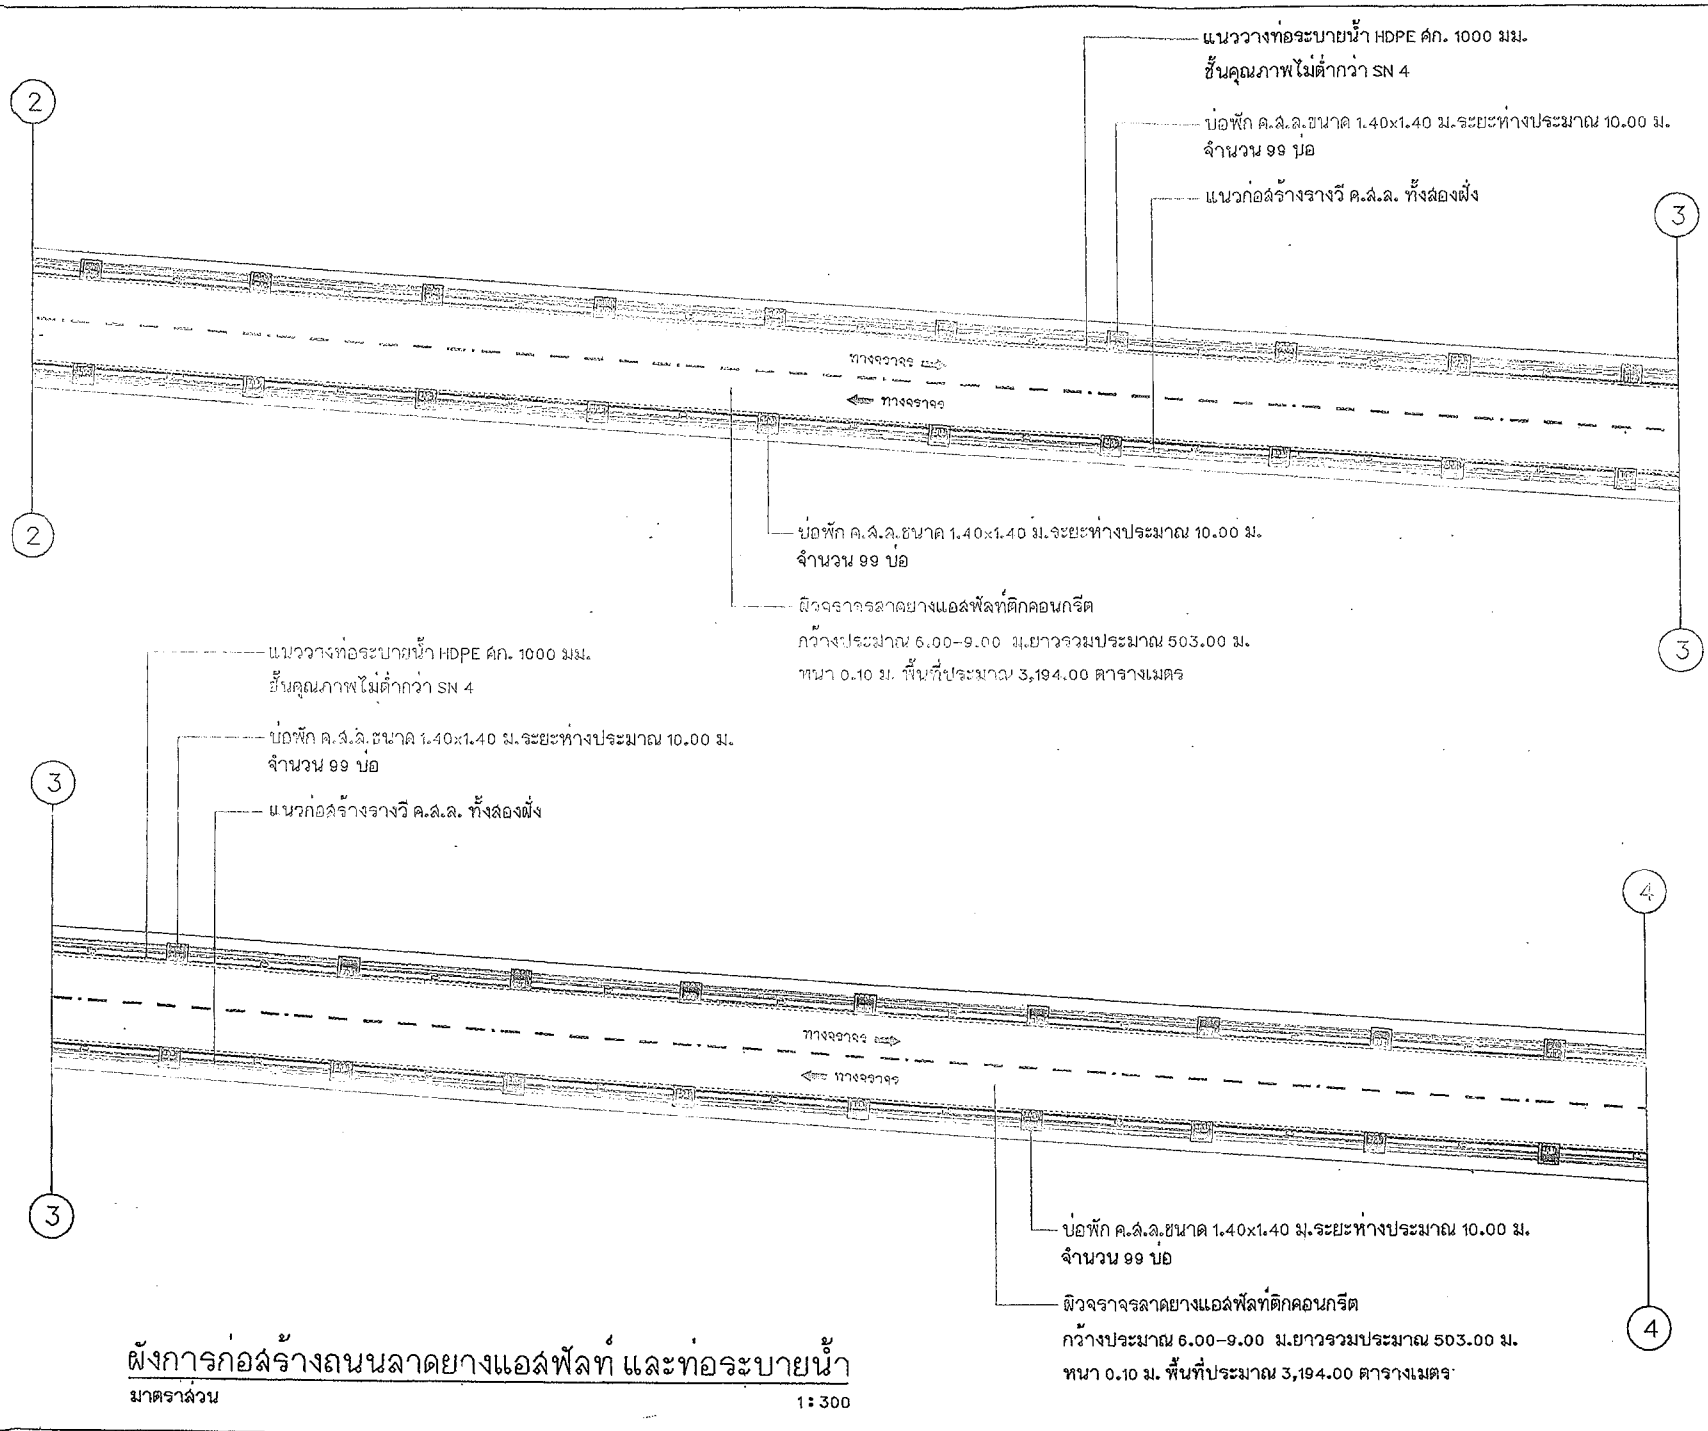 แนววางท่อระบายน้ำ HDPE ศก. 1000 มม.
ชั้นคุณภาพไม่ต่ำกว่า SN 4
2
บ่อพัก ค.ส.ล.ขนาด 1.40x1.40 ม.ระยะห่างประมาณ 10.00 ม.
จำนวน 99 บ่อ
แนวก่อสร้างรางวี ค.ส.ล. ทั้งสองฝั่ง
3
ทางจราจร
ทางจราจร
2
บ่อพัก ค.ส.ล.ขนาด 1.40x1.40 ม.ระยะห่างประมาณ 10.00 ม.
จำนวน 99 บ่อ
ผิวจราจรลาดยางแอสฟัลท์ติกคอนกรีต
กว้างประมาณ 6.00-9.00 ม.ยาวรวมประมาณ 503.00 ม.
หนา 0.10 ม. พื้นที่ประมาณ 3,194.00 ตารางเมตร
3
แนววางท่อระบายน้ำ HDPE ศก. 1000 มม.
ชั้นคุณภาพไม่ต่ำกว่า SN 4
บ่อพัก ค.ส.ล.ขนาด 1.40x1.40 ม.ระยะห่างประมาณ 10.00 ม.
จำนวน 99 บ่อ
3
แนวก่อสร้างรางวี ค.ส.ล. ทั้งสองฝั่ง
4
ทางจราจร
ทางจราจร
3
บ่อพัก ค.ส.ล.ขนาด 1.40x1.40 ม.ระยะห่างประมาณ 10.00 ม.
จำนวน 99 บ่อ
ผิวจราจรลาดยางแอสฟัลท์ติกคอนกรีต
กว้างประมาณ 6.00-9.00 ม.ยาวรวมประมาณ 503.00 ม.
หนา 0.10 ม. พื้นที่ประมาณ 3,194.00 ตารางเมตร
4
ผังการก่อสร้างถนนลาดยางแอสฟัลท์ และท่อระบายน้ำ
มาตราส่วน 1:300